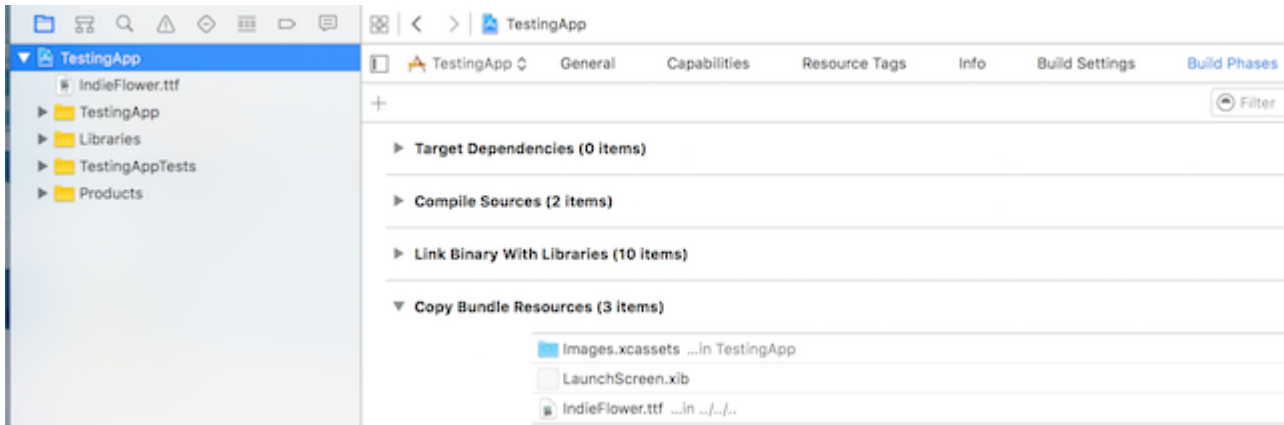 TestingApp
TestingApp
IndieFlower.ttf
TestingApp
Libraries
TestingAppTests
Products
TestingApp General Capabilities Resource Tags Info Build Settings Build Phases
+ Filter
Target Dependencies (0 items)
Compile Sources (2 items)
Link Binary With Libraries (10 items)
Copy Bundle Resources (3 items)
Images.xcassets ...in TestingApp
LaunchScreen.xib
IndieFlower.ttf ...in ../../..